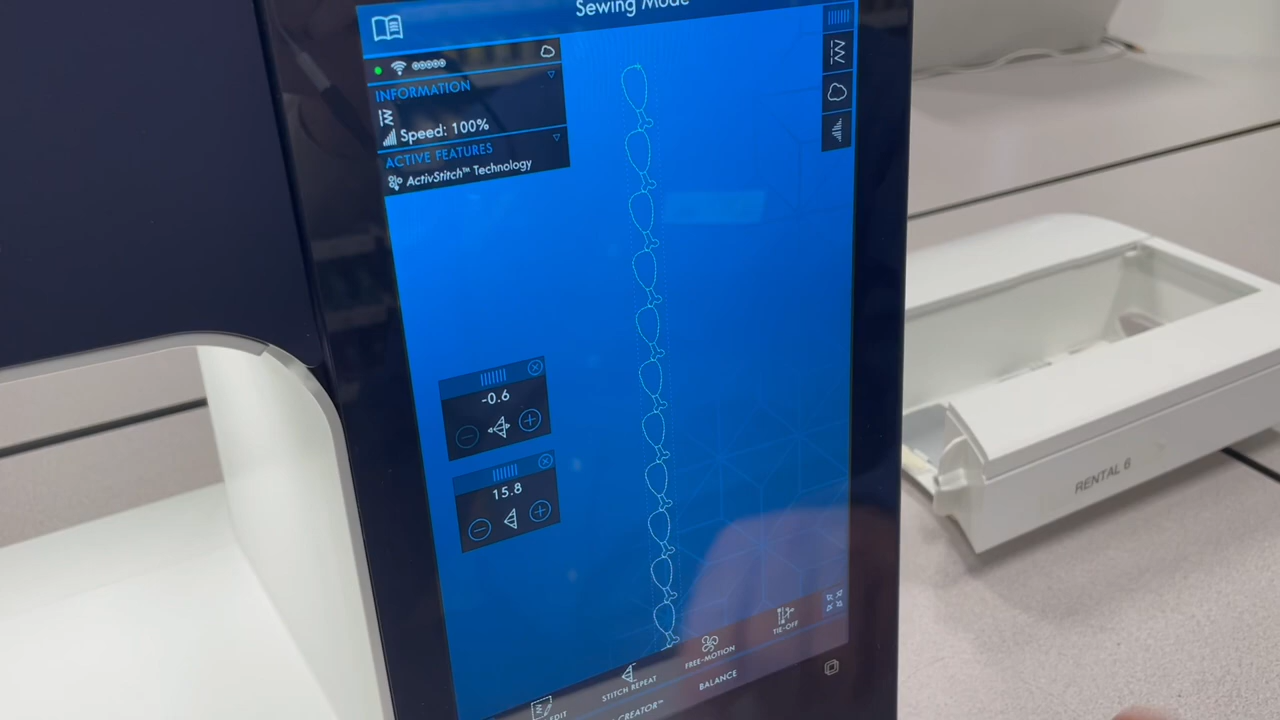 Sewing Mode
INFORMATION
Speed: 100%
ACTIVE FEATURES
ActivStitch™ Technology
-0.6
15.8
TIE-OFF
FREE-MOTION
STITCH REPEAT
EDIT
BALANCE
CREATOR™
RENTAL 6